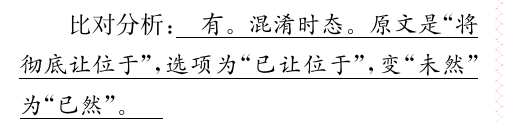 比对分析：有。混淆时态。原文是“将
彻底让位于”，选项为“已让位于”，变“未然”
为“已然”。